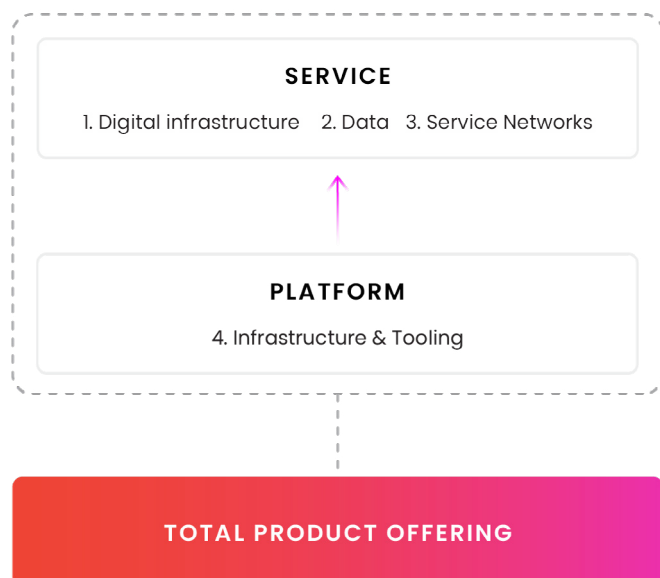 SERVICE
1. Digital infrastructure 2. Data 3. Service Networks
PLATFORM
4. Infrastructure & Tooling
TOTAL PRODUCT OFFERING